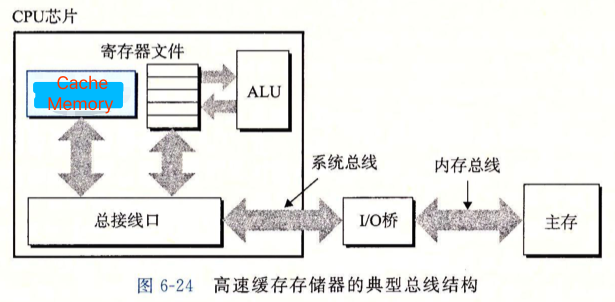 CPU芯片
寄存器文件
Cache
Memory
ALU
系统总线
内存总线
总接线口
I/O桥
主存
图 6-24 高速缓存存储器的典型总线结构